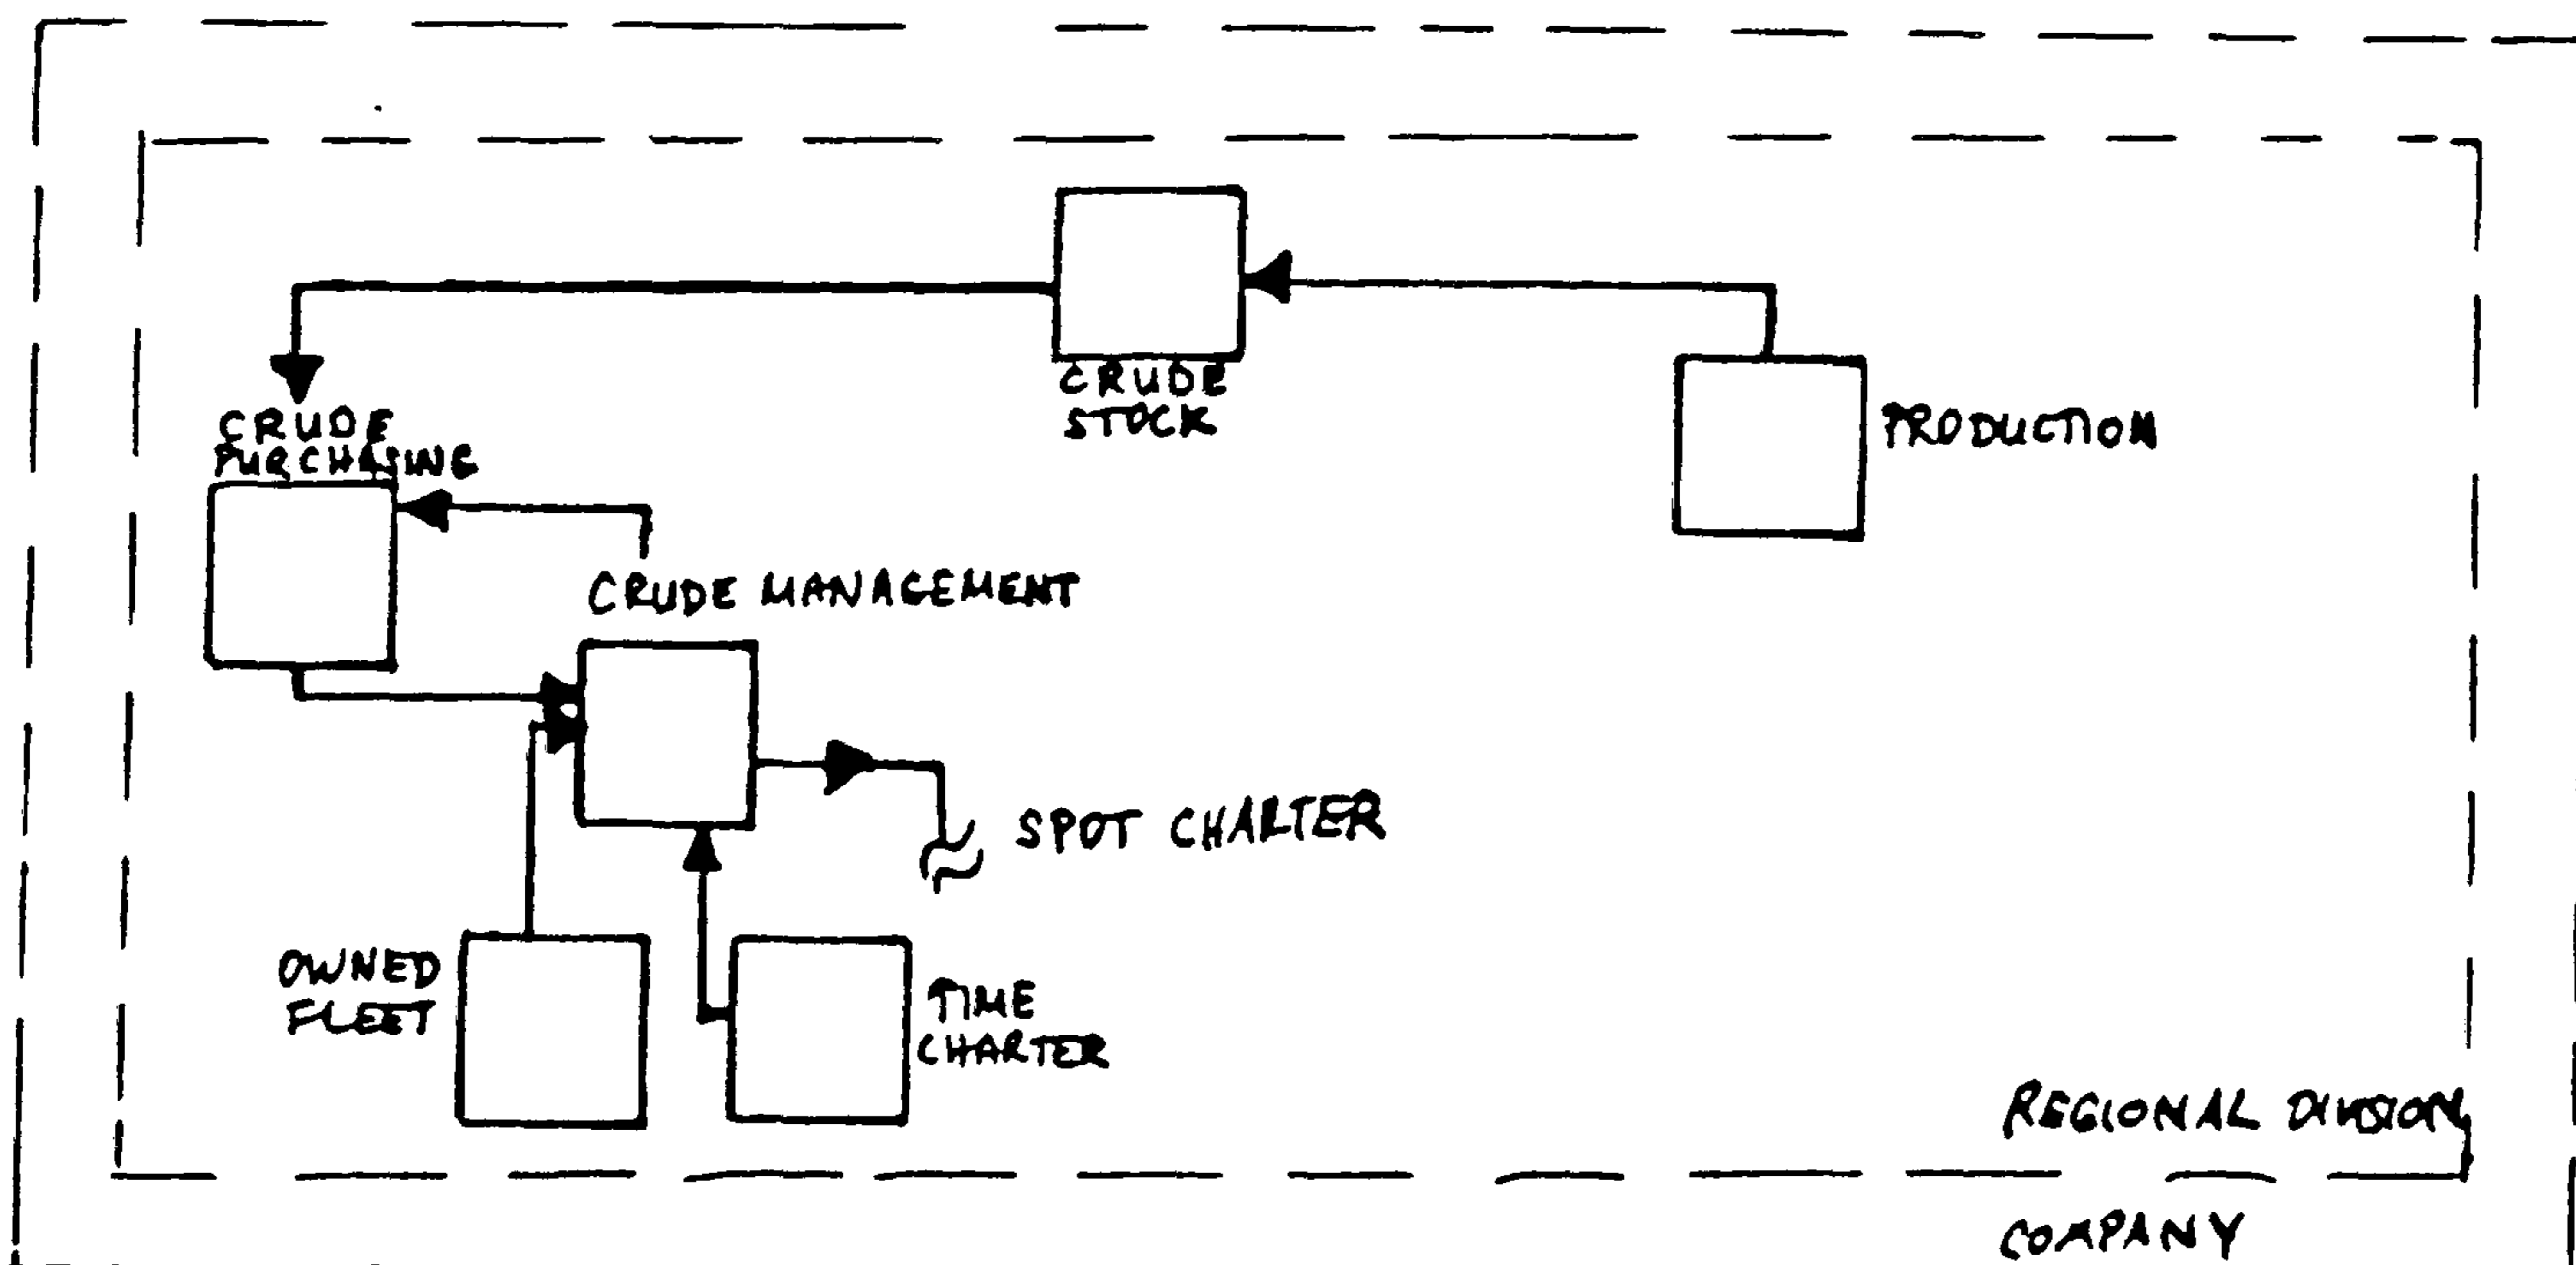 CRUDE
STOCK
PRODUCTION
CRUDE
PURCHASING
CRUDE MANAGEMENT
SPOT CHARTER
OWNED
FLEET
TIME
CHARTER
REGIONAL DIVISION
COMPANY